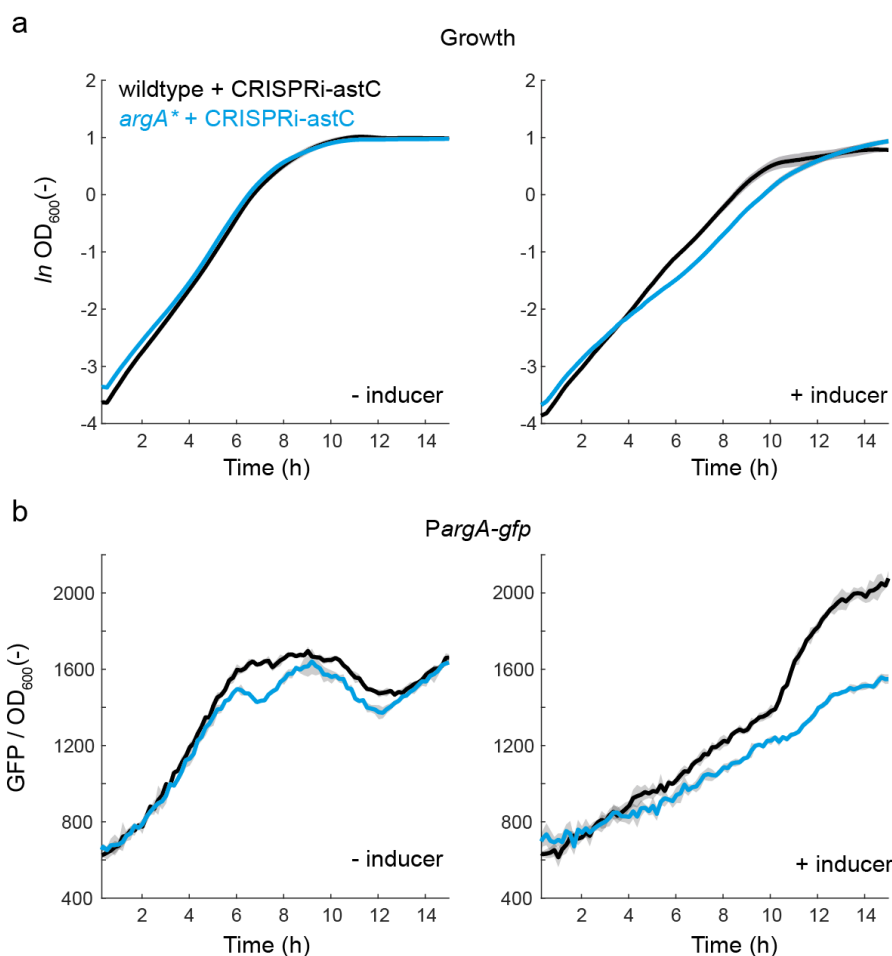 a
Growth
wildtype + CRISPRi-astC
argA* + CRISPRi-astC
ln OD600(-)
2
1
0
-1
-2
-3
-4
- inducer
2 4 6 8 10 12 14
Time (h)
2
1
0
-1
-2
-3
-4
+ inducer
2 4 6 8 10 12 14
Time (h)
b
PargA-gfp
GFP / OD600(-)
2000
1600
1200
800
400
- inducer
2 4 6 8 10 12 14
Time (h)
2000
1600
1200
800
400
+ inducer
2 4 6 8 10 12 14
Time (h)